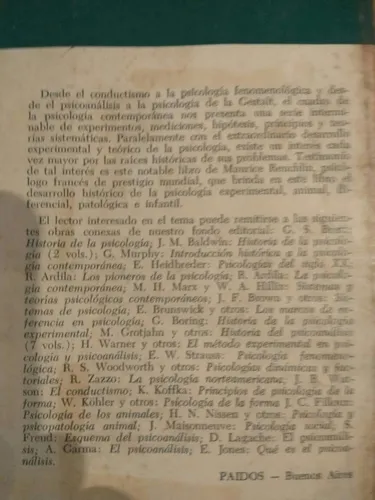 Desde el conductismo a la psicología fenomenológica y des-
de el psicoanálisis a la psicología de la Gestalt, el cuadro de
la psicología contemporánea nos presenta una serie intermi-
nable de experimentos, mediciones, hipótesis, principios y teo-
rías sistemáticas. Paralelamente con el extraordinario desarrollo
experimental y teórico de la psicología, existe un interés cada
vez mayor por las raíces históricas de sus problemas. Testimonio
de tal interés es este notable libro de Maurice Reuchlin, psicó-
logo francés de prestigio mundial, que brinda en este libro el
desarrollo histórico de la psicología experimental, animal, di-
ferencial, patológica e infantil.
El lector interesado en el tema puede remitirse a las siguien-
tes obras conexas de nuestro fondo editorial: G. S. Brett:
Historia de la psicología; J. M. Baldwin: Historia de la psicolo-
gía (2 vols.); G. Murphy: Introducción histórica a la psicolo-
gía contemporánea; E. Heidbreder: Psicologías del siglo XX;
R. Ardila: Los pioneros de la psicología; R. Ardila: La psicolo-
gía contemporánea; M. H. Marx y W. A. Hillix: Sistemas y
teorías psicológicos contemporáneos; J. F. Brown y otros: Sis-
temas de psicología; E. Brunswick y otros: Los marcos de re-
ferencia en psicología; G. Boring: Historia de la psicología
experimental; M. Grotjahn y otros: Historia del psicoanálisis
(7 vols.); H. Warner y otros: El método experimental en psi-
cología y psicoanálisis; E. W. Strauss: Psicología fenomeno-
lógica; R. S. Woodworth y otros: Psicologías dinámicas y fac-
toriales; R. Zazzo: La psicología norteamericana; J. B. Wat-
son: El conductismo; K. Koffka: Principios de psicología de la
forma; W. Köhler y otros: Psicología de la forma J. C. Filloux:
Psicología de los animales; H. N. Nissen y otros: Psicología y
psicopatología animal; J. Maisonneuve: Psicología social; S.
Freud: Esquema del psicoanálisis; D. Lagache: El psicoanáli-
sis; A. Garma: El psicoanálisis; E. Jones: Qué es el psicoa-
nálisis.
PAIDOS — Buenos Aires